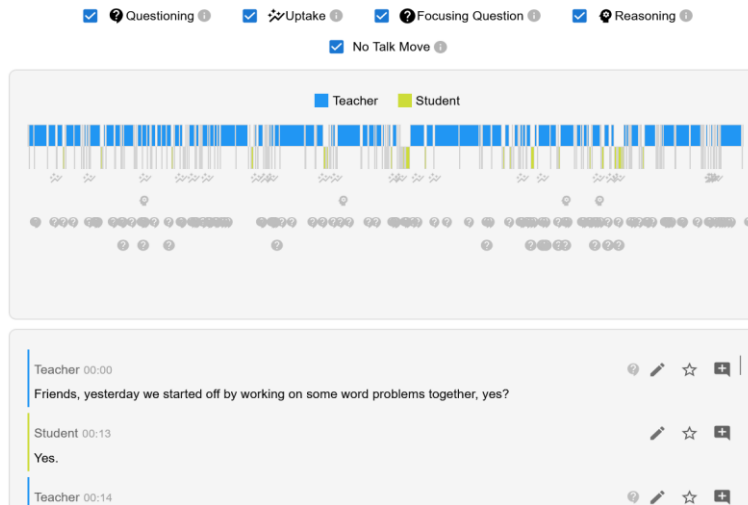 Questioning Uptake Focusing Question Reasoning
No Talk Move
Teacher Student
Teacher 00:00
Friends, yesterday we started off by working on some word problems together, yes?
Student 00:13
Yes.
Teacher 00:14